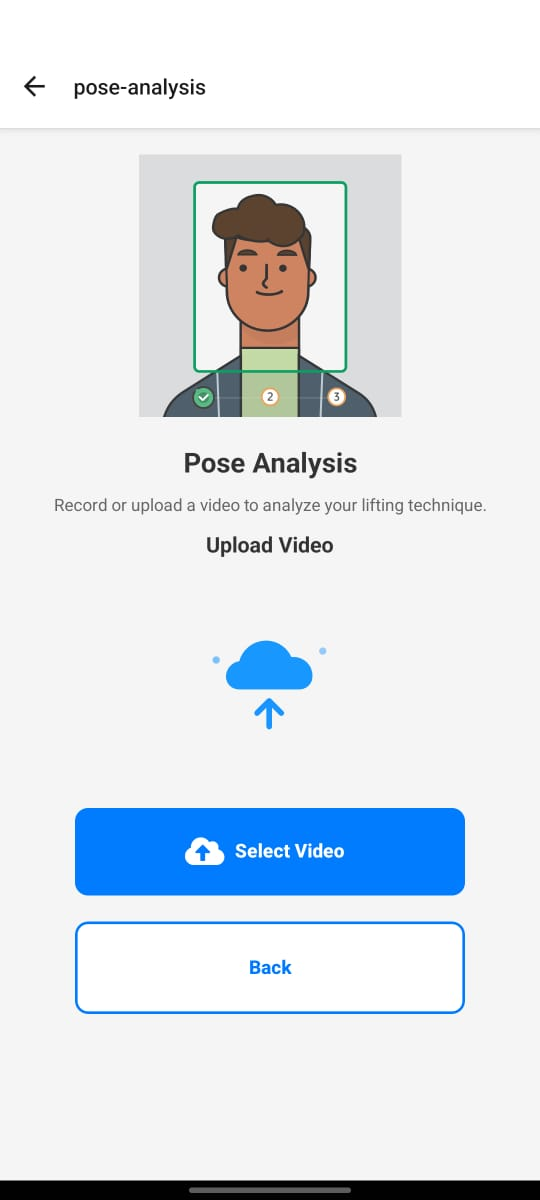 pose-analysis
2
3
Pose Analysis
Record or upload a video to analyze your lifting technique.
Upload Video
Select Video
Back